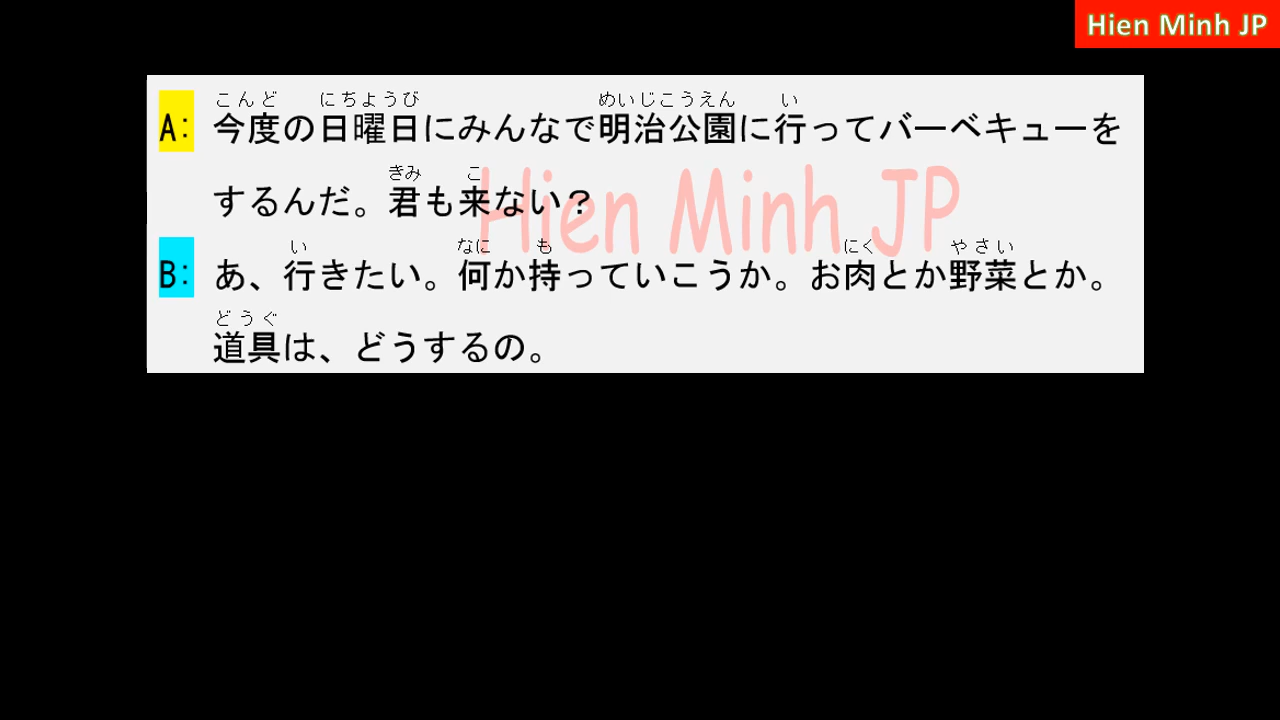 Hien Minh JP
こんど にちようび めいじこうえん い
A: 今度の日曜日にみんなで明治公園に行ってバーベキューを
きみ こ
するんだ。君も来ない？
Hien Minh JP
い なに も にく やさい
B: あ、行きたい。何か持っていこうか。お肉とか野菜とか。
どうぐ
道具は、どうするの。